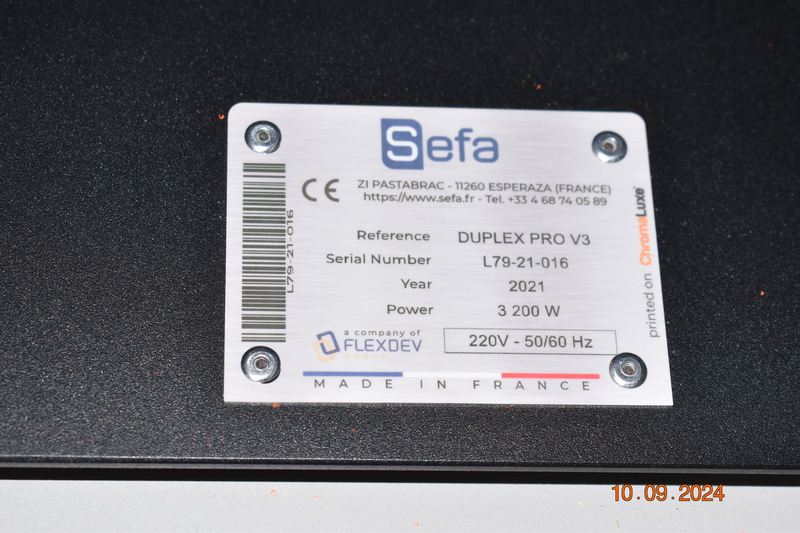 Sefa
CE
ZI PASTABRAC - 11260 ESPERAZA (FRANCE)
https://www.sefa.fr - Tel. +33 4 68 74 05 89
Reference DUPLEX PRO V3
Serial Number L79-21-016
Year 2021
Power 3 200 W
220V - 50/60 Hz
a company of
FLEXDEV
GROUP
MADE IN FRANCE
L79-21-016
printed on ChromaLuxe
10.09.2024